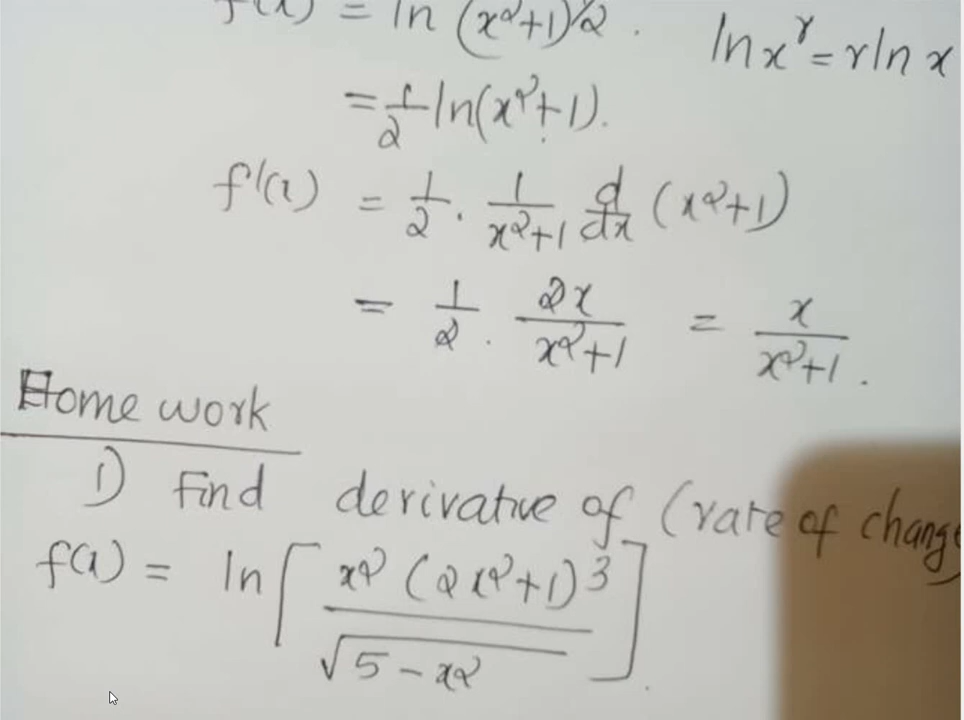 f(x) = ln (x²+1)^1/2 . ln x^r = r ln x
= 1/2 ln(x²+1).
f'(x) = 1/2 . 1/(x²+1) d/dx (x²+1)
= 1/2 . 2x/(x²+1) = x/(x²+1) .
Home work
1) Find derivative of (rate of change)
f(x) = ln [ x² (2x²+1)³ / √5-x² ] .